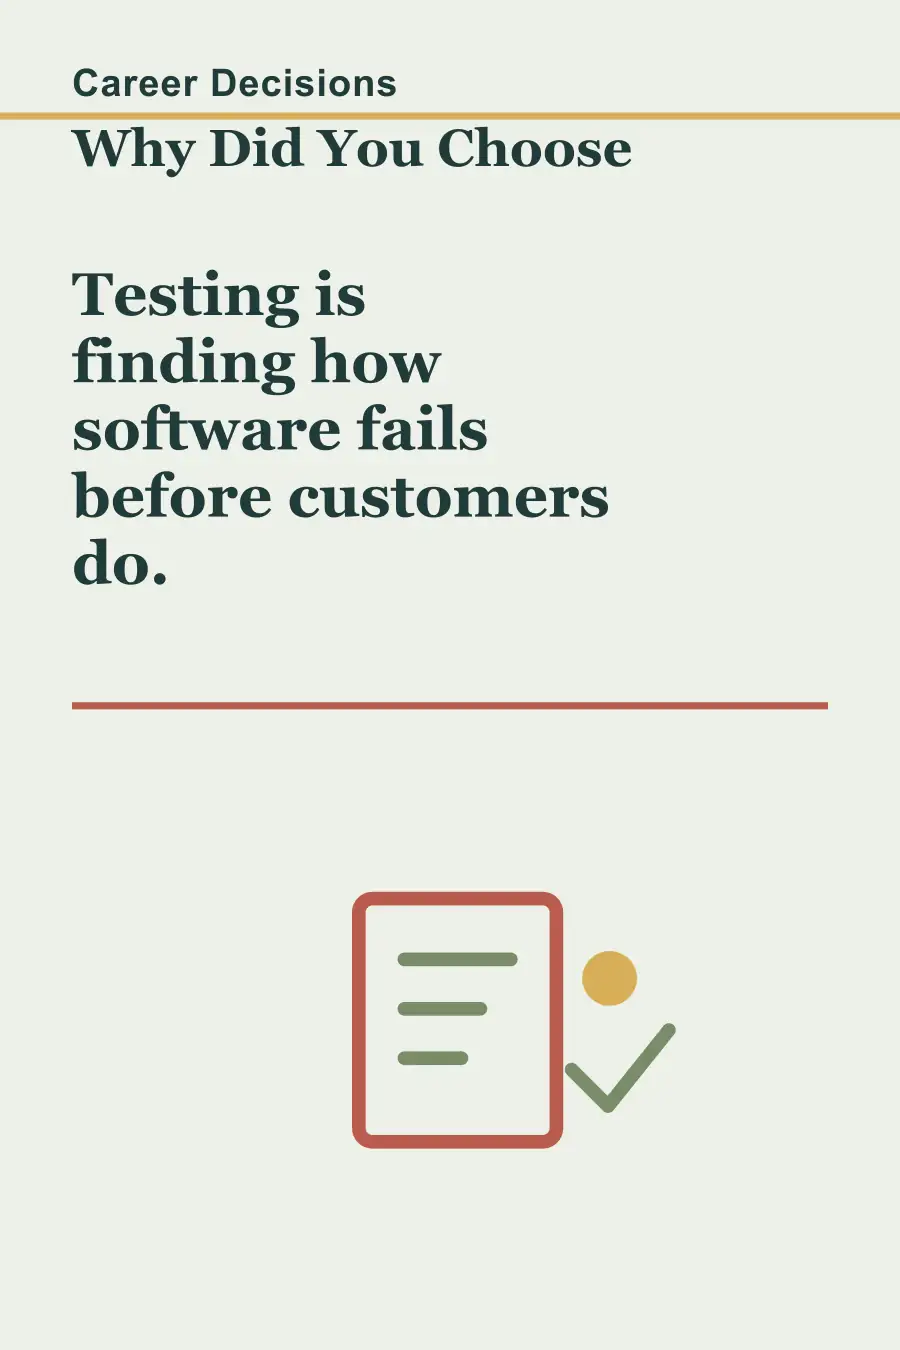 Career Decisions
Why Did You Choose
Testing is
finding how
software fails
before customers
do.